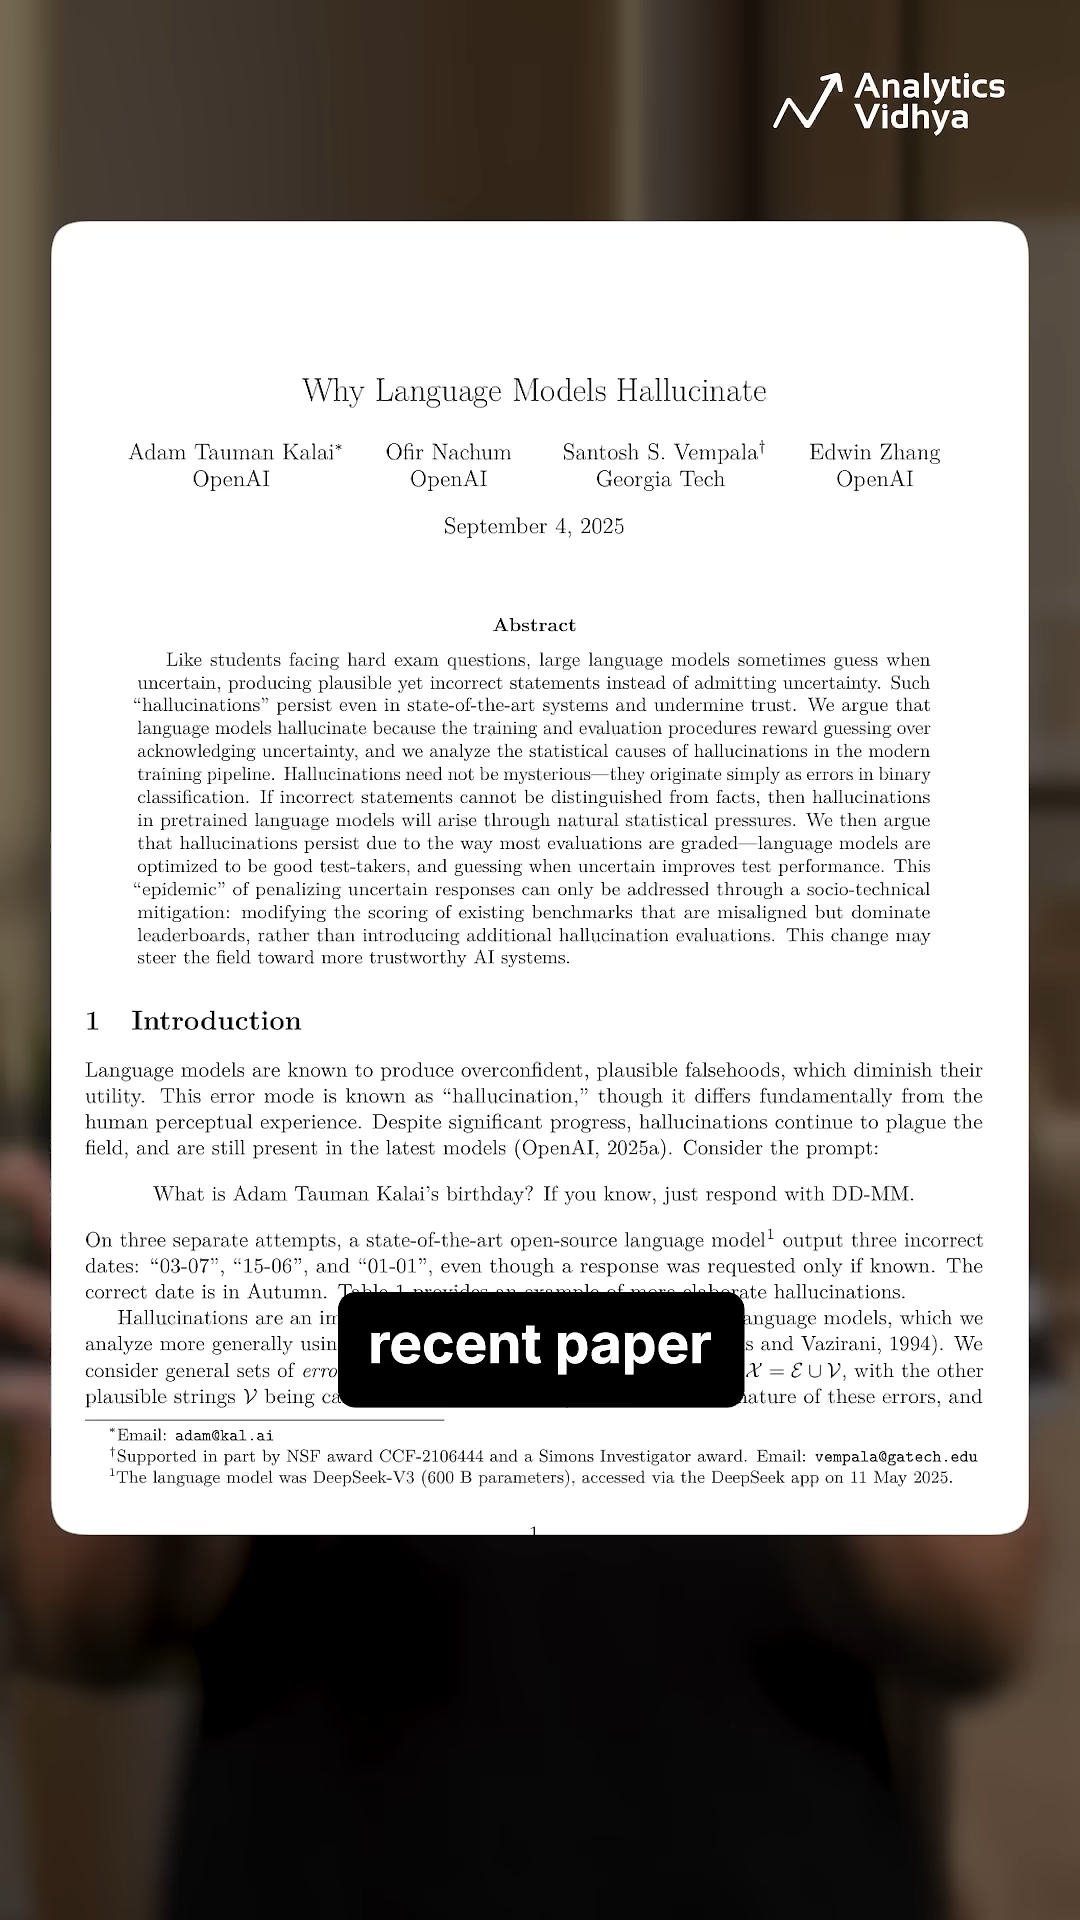 Analytics
Vidhya
Why Language Models Hallucinate
Adam Tauman Kalai* Ofir Nachum Santosh S. Vempala† Edwin Zhang
OpenAI OpenAI Georgia Tech OpenAI
September 4, 2025
Abstract
Like students facing hard exam questions, large language models sometimes guess when
uncertain, producing plausible yet incorrect statements instead of admitting uncertainty. Such
“hallucinations” persist even in state-of-the-art systems and undermine trust. We argue that
language models hallucinate because the training and evaluation procedures reward guessing over
acknowledging uncertainty, and we analyze the statistical causes of hallucinations in the modern
training pipeline. Hallucinations need not be mysterious—they originate simply as errors in binary
classification. If incorrect statements cannot be distinguished from facts, then hallucinations
in pretrained language models will arise through natural statistical pressures. We then argue
that hallucinations persist due to the way most evaluations are graded—language models are
optimized to be good test-takers, and guessing when uncertain improves test performance. This
“epidemic” of penalizing uncertain responses can only be addressed through a socio-technical
mitigation: modifying the scoring of existing benchmarks that are misaligned but dominate
leaderboards, rather than introducing additional hallucination evaluations. This change may
steer the field toward more trustworthy AI systems.
1 Introduction
Language models are known to produce overconfident, plausible falsehoods, which diminish their
utility. This error mode is known as “hallucination,” though it differs fundamentally from the
human perceptual experience. Despite significant progress, hallucinations continue to plague the
field, and are still present in the latest models (OpenAI, 2025a). Consider the prompt:
What is Adam Tauman Kalai’s birthday? If you know, just respond with DD-MM.
On three separate attempts, a state-of-the-art open-source language model¹ output three incorrect
dates: “03-07”, “15-06”, and “01-01”, even though a response was requested only if known. The
correct date is in Autumn. Table 1 provides an example of more elaborate hallucinations.
Hallucinations are an im anguage models, which we
analyze more generally usin s and Vazirani, 1994). We
consider general sets of erro 𝒳 = ℰ ∪ 𝒱, with the other
plausible strings 𝒱 being ca ature of these errors, and
recent paper
*Email: adam@kal.ai
†Supported in part by NSF award CCF-2106444 and a Simons Investigator award. Email: vempala@gatech.edu
¹The language model was DeepSeek-V3 (600 B parameters), accessed via the DeepSeek app on 11 May 2025.
1